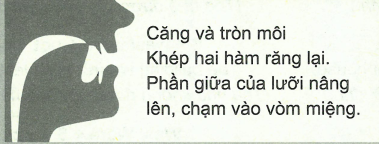 Căng và tròn môi
Khép hai hàm răng lại.
Phần giữa của lưỡi nâng
lên, chạm vào vòm miệng.